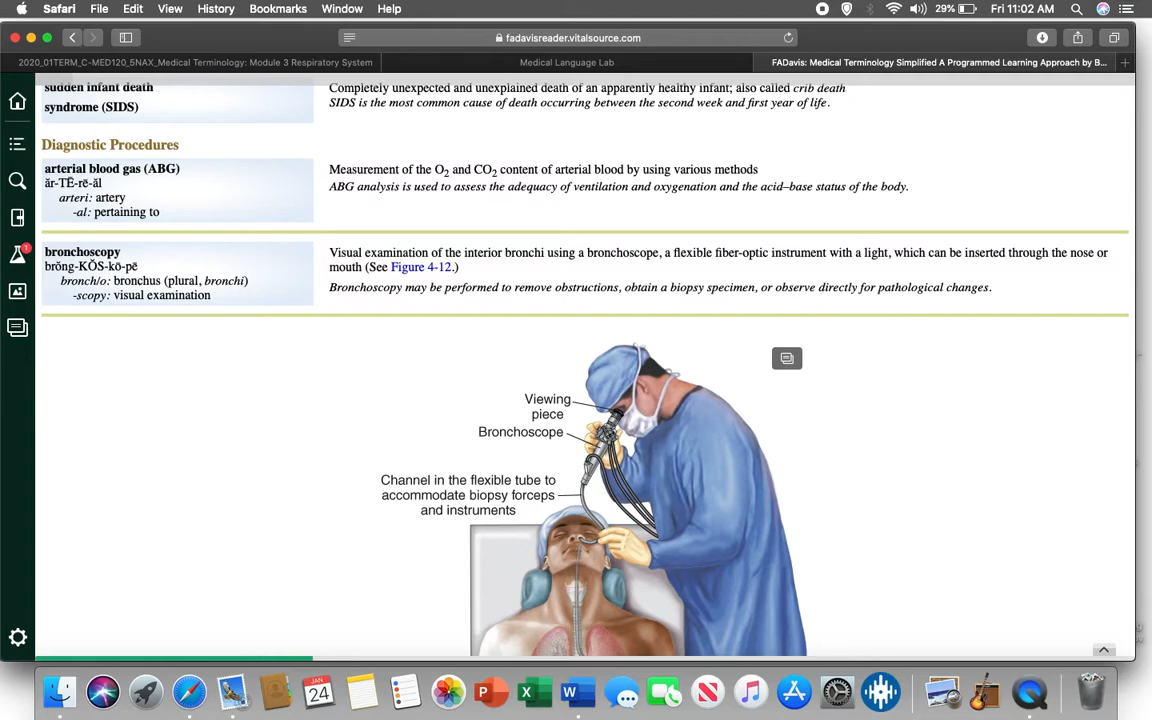 Safari File Edit View History Bookmarks Window Help 29% Fri 11:02 AM
fadavisreader.vitalsource.com
2020_01TERM_C-MED120_5NAX_Medical Terminology: Module 3 Respiratory System Medical Language Lab FADavis: Medical Terminology Simplified A Programmed Learning Approach by B...
sudden infant death Completely unexpected and unexplained death of an apparently healthy infant; also called crib death
syndrome (SIDS) SIDS is the most common cause of death occurring between the second week and first year of life.
Diagnostic Procedures
arterial blood gas (ABG) Measurement of the O2 and CO2 content of arterial blood by using various methods
ăr-TĒ-rē-ăl ABG analysis is used to assess the adequacy of ventilation and oxygenation and the acid–base status of the body.
arteri: artery
-al: pertaining to
bronchoscopy Visual examination of the interior bronchi using a bronchoscope, a flexible fiber-optic instrument with a light, which can be inserted through the nose or
brŏng-KŎS-kō-pē mouth (See Figure 4-12.)
bronch/o: bronchus (plural, bronchi)
-scopy: visual examination Bronchoscopy may be performed to remove obstructions, obtain a biopsy specimen, or observe directly for pathological changes.
Viewing
piece
Bronchoscope
Channel in the flexible tube to
accommodate biopsy forceps
and instruments
1
JAN
24
P X W N